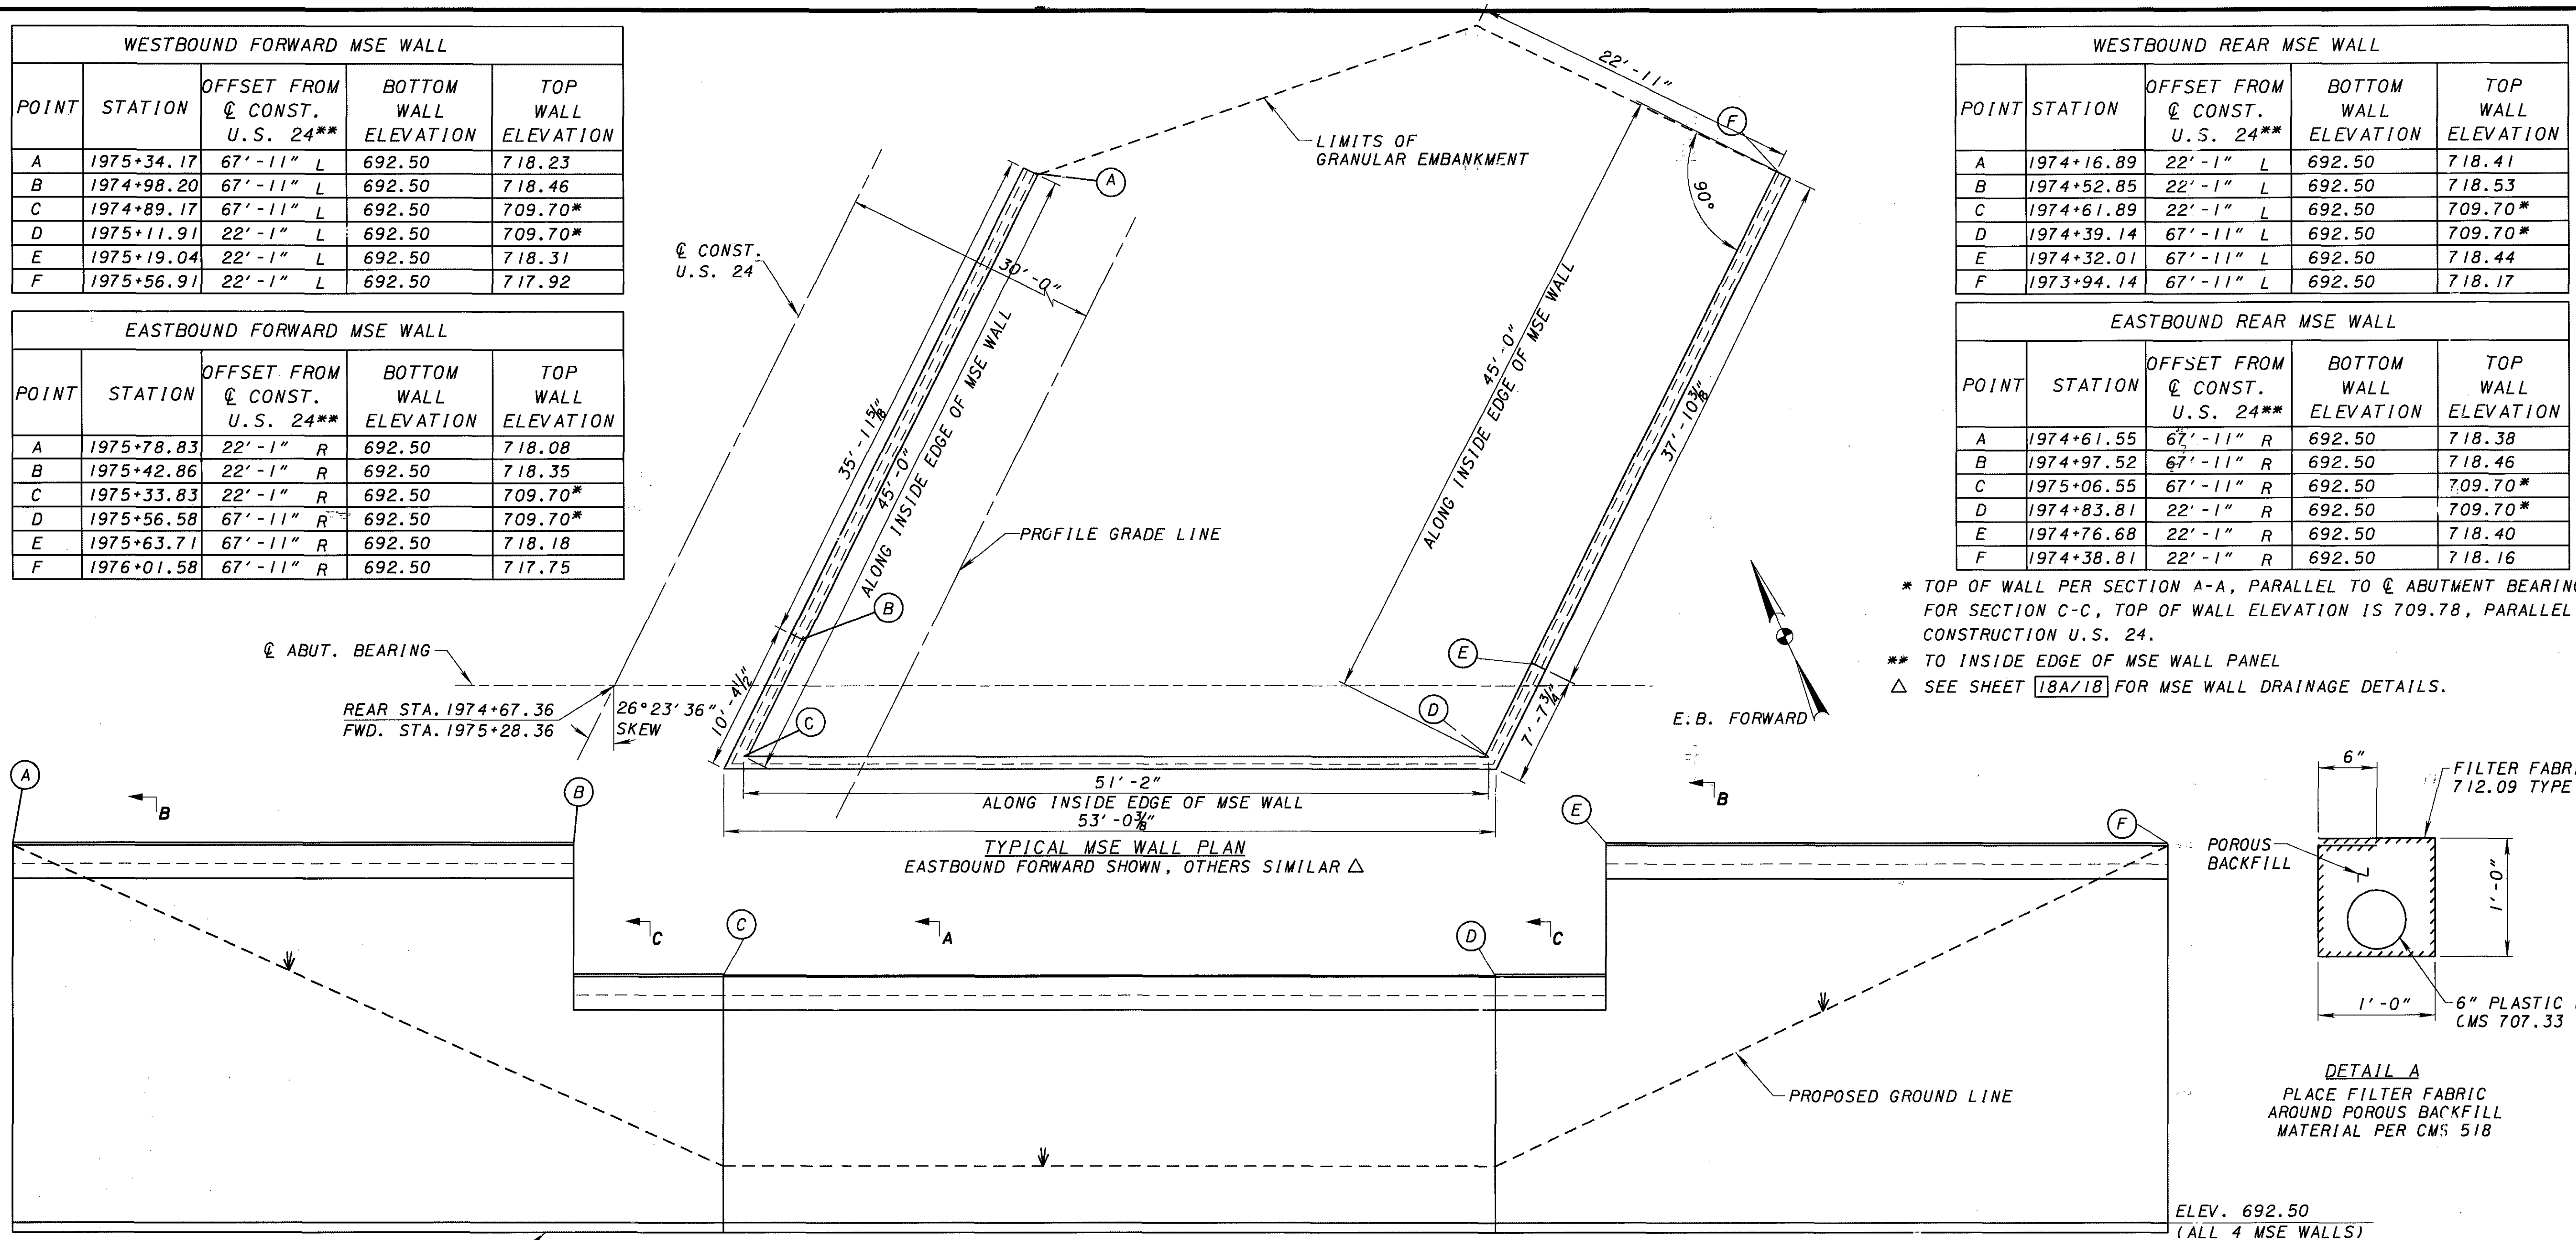 WESTBOUND FORWARD MSE WALL
POINT STATION OFFSET FROM ℄ CONST. U.S. 24** BOTTOM WALL ELEVATION TOP WALL ELEVATION
A 1975+34.17 67'-11" L 692.50 718.23
B 1974+98.20 67'-11" L 692.50 718.46
C 1974+89.17 67'-11" L 692.50 709.70*
D 1975+11.91 22'-1" L 692.50 709.70*
E 1975+19.04 22'-1" L 692.50 718.31
F 1975+56.91 22'-1" L 692.50 717.92
EASTBOUND FORWARD MSE WALL
POINT STATION OFFSET FROM ℄ CONST. U.S. 24** BOTTOM WALL ELEVATION TOP WALL ELEVATION
A 1975+78.83 22'-1" R 692.50 718.08
B 1975+42.86 22'-1" R 692.50 718.35
C 1975+33.83 22'-1" R 692.50 709.70*
D 1975+56.58 67'-11" R 692.50 709.70*
E 1975+63.71 67'-11" R 692.50 718.18
F 1976+01.58 67'-11" R 692.50 717.75
WESTBOUND REAR MSE WALL
POINT STATION OFFSET FROM ℄ CONST. U.S. 24** BOTTOM WALL ELEVATION TOP WALL ELEVATION
A 1974+16.89 22'-1" L 692.50 718.41
B 1974+52.85 22'-1" L 692.50 718.53
C 1974+61.89 22'-1" L 692.50 709.70*
D 1974+39.14 67'-11" L 692.50 709.70*
E 1974+32.01 67'-11" L 692.50 718.44
F 1973+94.14 67'-11" L 692.50 718.17
EASTBOUND REAR MSE WALL
POINT STATION OFFSET FROM ℄ CONST. U.S. 24** BOTTOM WALL ELEVATION TOP WALL ELEVATION
A 1974+61.55 67'-11" R 692.50 718.38
B 1974+97.52 67'-11" R 692.50 718.46
C 1975+06.55 67'-11" R 692.50 709.70*
D 1974+83.81 22'-1" R 692.50 709.70*
E 1974+76.68 22'-1" R 692.50 718.40
F 1974+38.81 22'-1" R 692.50 718.16
* TOP OF WALL PER SECTION A-A, PARALLEL TO ℄ ABUTMENT BEARING
FOR SECTION C-C, TOP OF WALL ELEVATION IS 709.78, PARALLEL
CONSTRUCTION U.S. 24.
** TO INSIDE EDGE OF MSE WALL PANEL
△ SEE SHEET 18A/18 FOR MSE WALL DRAINAGE DETAILS.
22'-11"
F
LIMITS OF
GRANULAR EMBANKMENT
A
90°
℄ CONST.
U.S. 24
30'-0"
35'-11⅝"
45'-0"
ALONG INSIDE EDGE OF MSE WALL
45'-0"
ALONG INSIDE EDGE OF MSE WALL
37'-10⅜"
PROFILE GRADE LINE
B
E
℄ ABUT. BEARING
10'-4½"
REAR STA. 1974+67.36
FWD. STA. 1975+28.36
26°23'36"
SKEW
C
D
7'-7¾"
E.B. FORWARD
51'-2"
ALONG INSIDE EDGE OF MSE WALL
53'-0⅜"
TYPICAL MSE WALL PLAN
EASTBOUND FORWARD SHOWN, OTHERS SIMILAR △
A
B
B
B
E
F
C
C
A
D
C
PROPOSED GROUND LINE
ELEV. 692.50
(ALL 4 MSE WALLS)
6"
712.09 TYPE
POROUS
BACKFILL
1'-0"
1'-0"
6" PLASTIC
CMS 707.33
DETAIL A
PLACE FILTER FABRIC
AROUND POROUS BACKFILL
MATERIAL PER CMS 518
FILTER